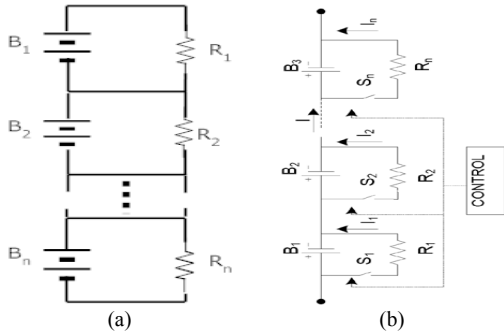 B1
R1
B2
R2
Bn
Rn
(a)
In
B3
Rn
Sn
I
I2
B2
S2
R2
I1
B1
S1
R1
CONTROL
(b)